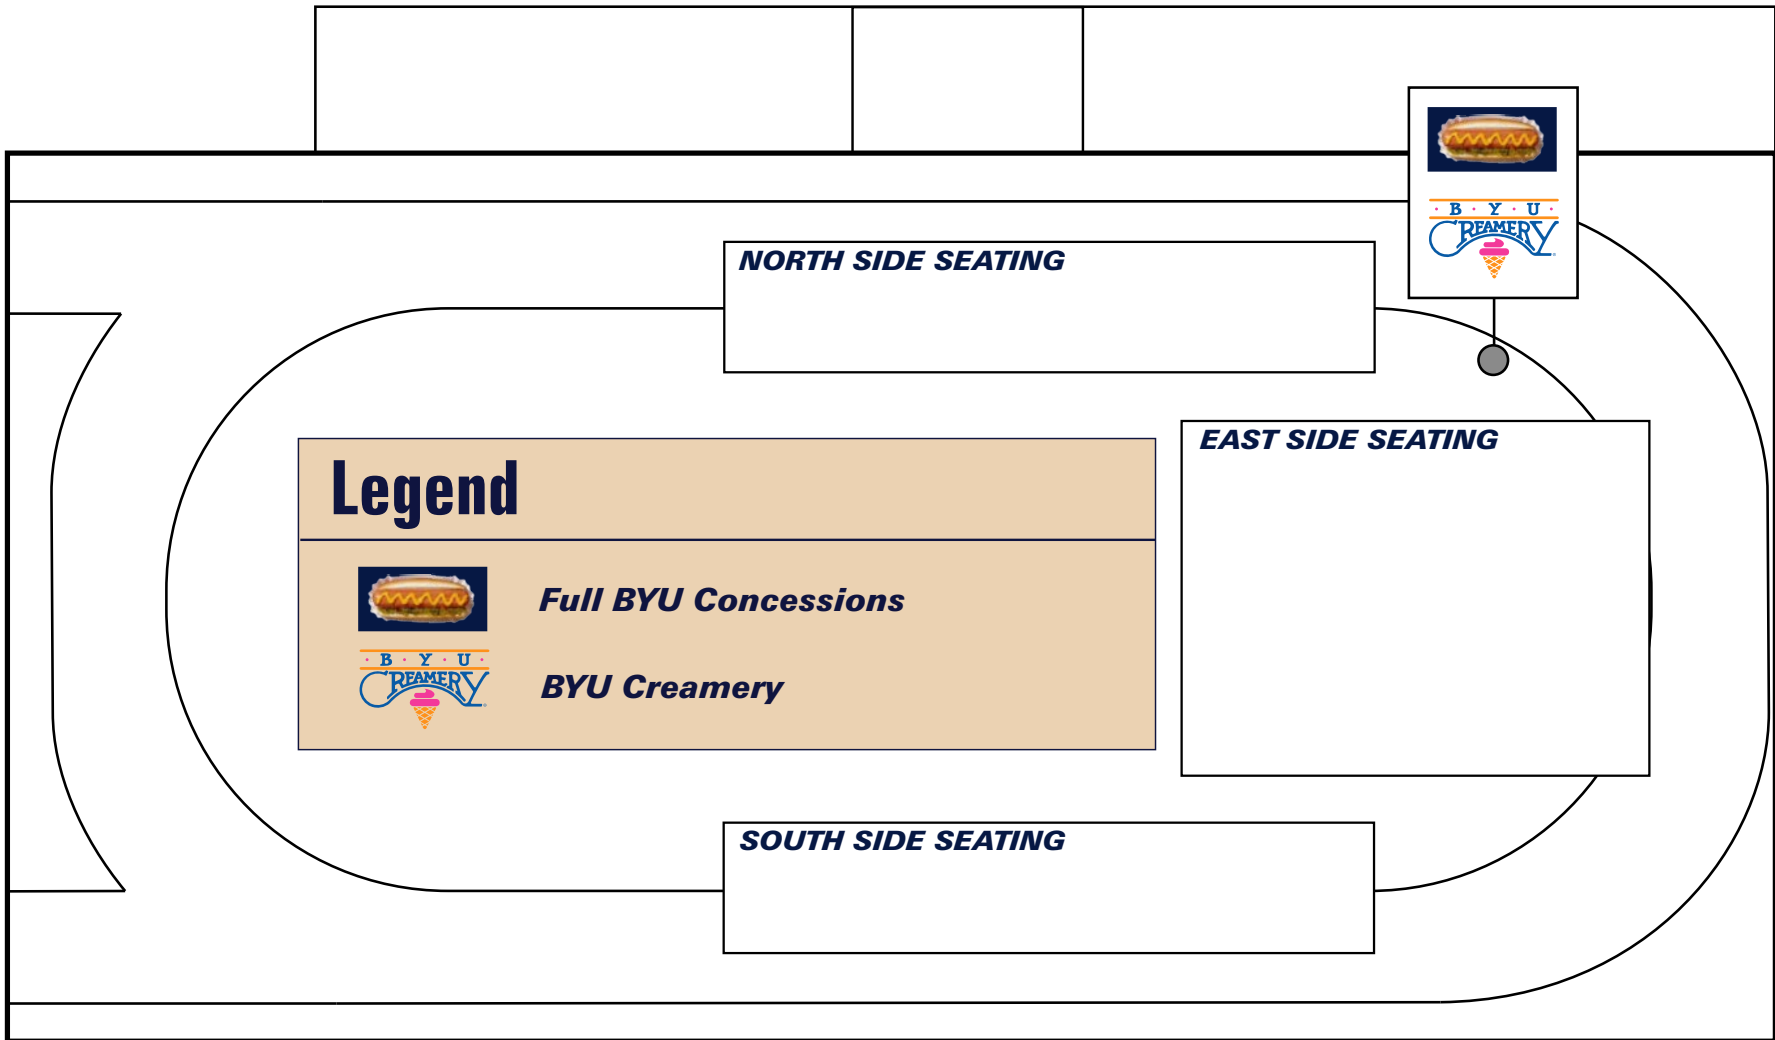 B · Y · U
CREAMERY
NORTH SIDE SEATING
EAST SIDE SEATING
Legend
Full BYU Concessions
B · Y · U
CREAMERY
BYU Creamery
SOUTH SIDE SEATING